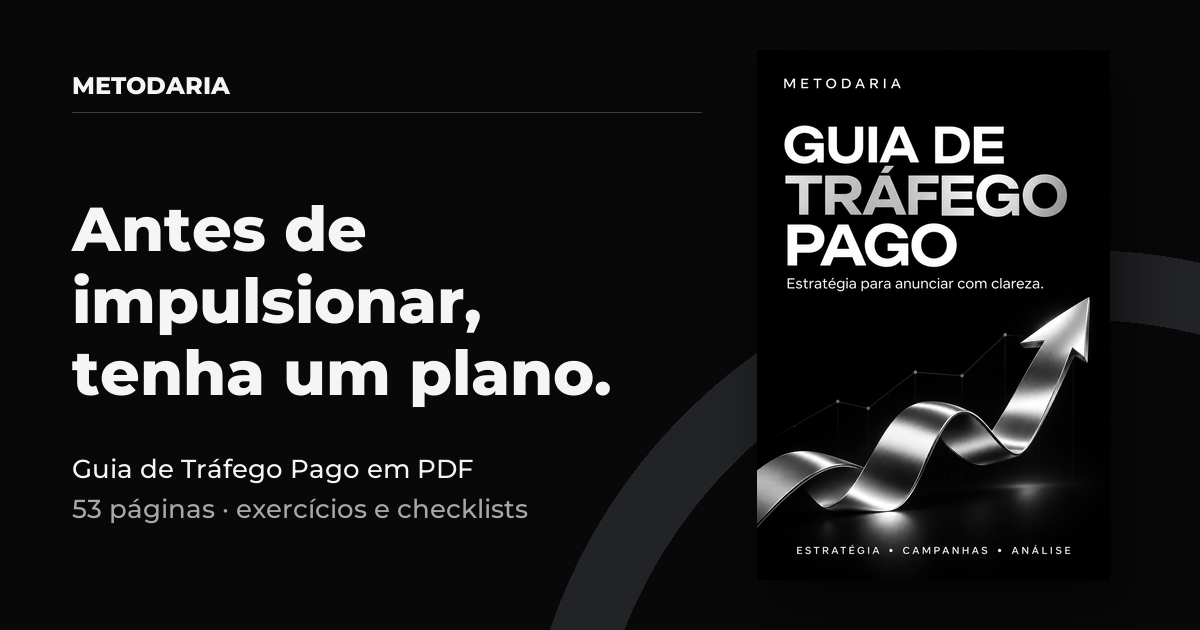 METODARIA
Antes de
impulsionar,
tenha um plano.
Guia de Tráfego Pago em PDF
53 páginas · exercícios e checklists
METODARIA
GUIA DE
TRÁFEGO
PAGO
Estratégia para anunciar com clareza.
ESTRATÉGIA • CAMPANHAS • ANÁLISE